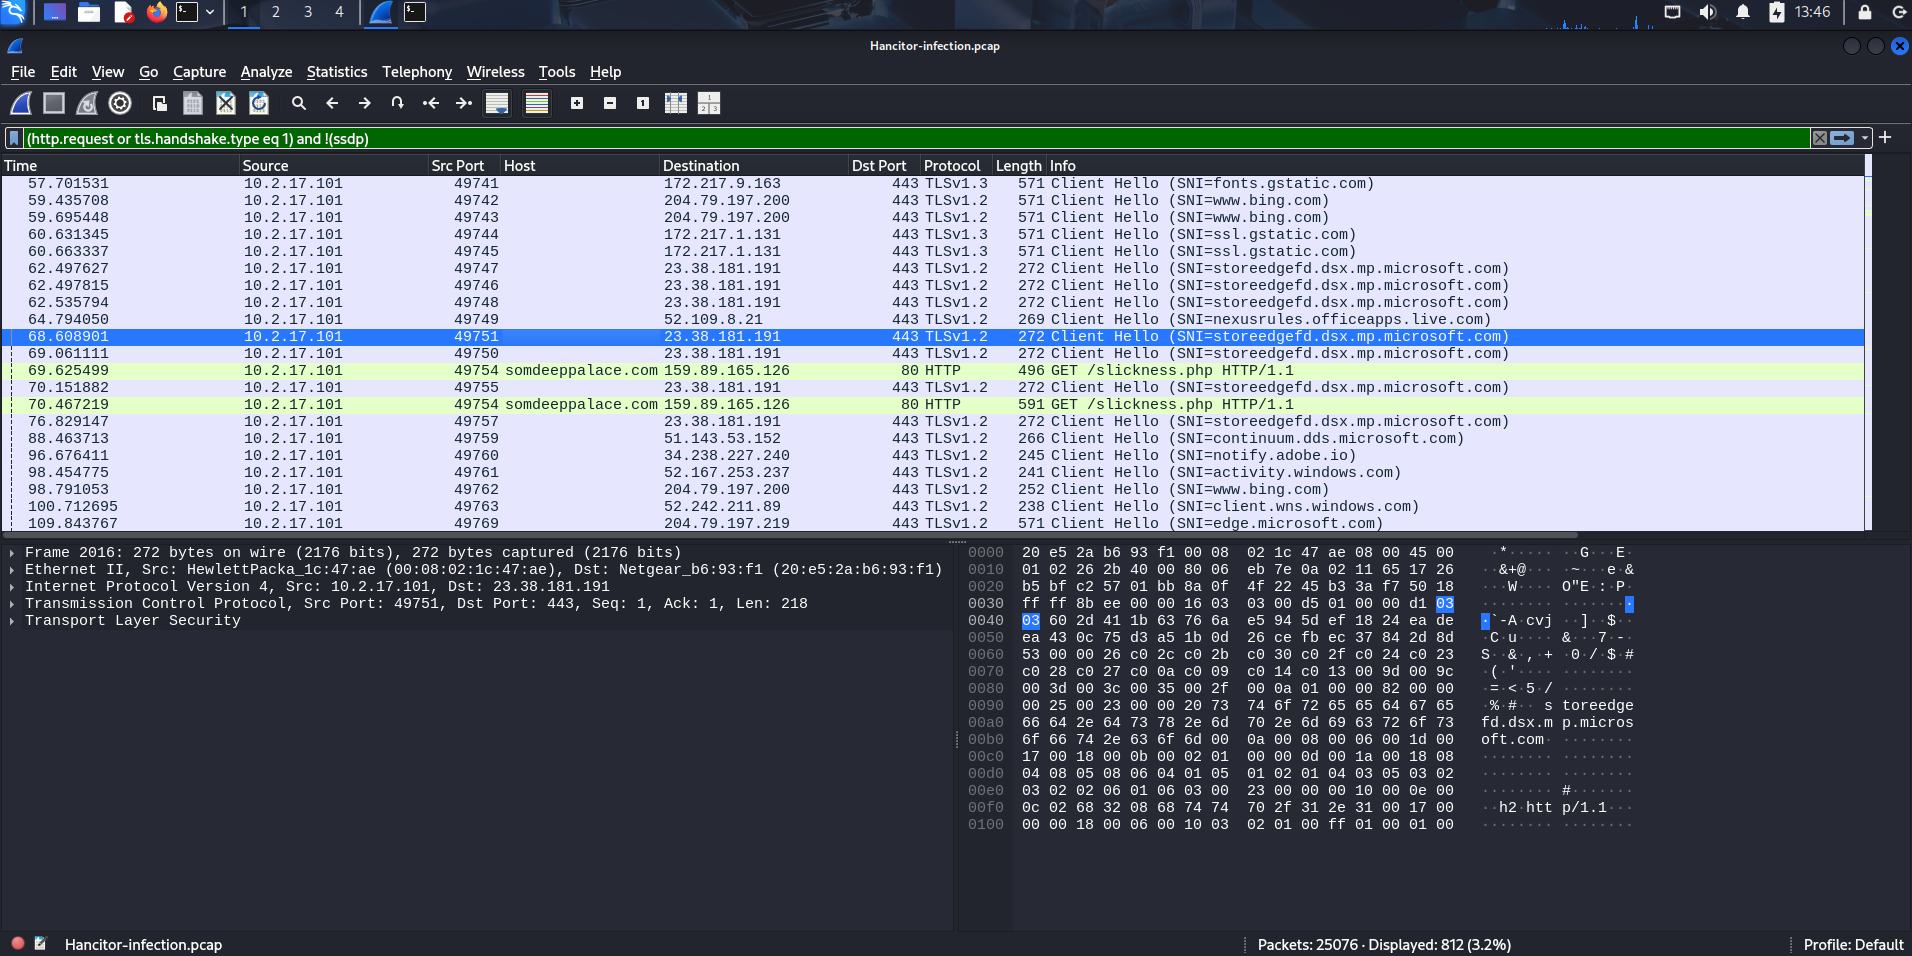 1 2 3 4 13:46
Hancitor-infection.pcap
File Edit View Go Capture Analyze Statistics Telephony Wireless Tools Help
(http.request or tls.handshake.type eq 1) and !(ssdp)
Time Source Src Port Host Destination Dst Port Protocol Length Info
57.701531 10.2.17.101 49741 172.217.9.163 443 TLSv1.3 571 Client Hello (SNI=fonts.gstatic.com)
59.435708 10.2.17.101 49742 204.79.197.200 443 TLSv1.2 571 Client Hello (SNI=www.bing.com)
59.695448 10.2.17.101 49743 204.79.197.200 443 TLSv1.2 571 Client Hello (SNI=www.bing.com)
60.631345 10.2.17.101 49744 172.217.1.131 443 TLSv1.3 571 Client Hello (SNI=ssl.gstatic.com)
60.663337 10.2.17.101 49745 172.217.1.131 443 TLSv1.3 571 Client Hello (SNI=ssl.gstatic.com)
62.497627 10.2.17.101 49747 23.38.181.191 443 TLSv1.2 272 Client Hello (SNI=storeedgefd.dsx.mp.microsoft.com)
62.497815 10.2.17.101 49746 23.38.181.191 443 TLSv1.2 272 Client Hello (SNI=storeedgefd.dsx.mp.microsoft.com)
62.535794 10.2.17.101 49748 23.38.181.191 443 TLSv1.2 272 Client Hello (SNI=storeedgefd.dsx.mp.microsoft.com)
64.794050 10.2.17.101 49749 52.109.8.21 443 TLSv1.2 269 Client Hello (SNI=nexusrules.officeapps.live.com)
68.608901 10.2.17.101 49751 23.38.181.191 443 TLSv1.2 272 Client Hello (SNI=storeedgefd.dsx.mp.microsoft.com)
69.061111 10.2.17.101 49750 23.38.181.191 443 TLSv1.2 272 Client Hello (SNI=storeedgefd.dsx.mp.microsoft.com)
69.625499 10.2.17.101 49754 somdeeppalace.com 159.89.165.126 80 HTTP 496 GET /slickness.php HTTP/1.1
70.151882 10.2.17.101 49755 23.38.181.191 443 TLSv1.2 272 Client Hello (SNI=storeedgefd.dsx.mp.microsoft.com)
70.467219 10.2.17.101 49754 somdeeppalace.com 159.89.165.126 80 HTTP 591 GET /slickness.php HTTP/1.1
76.829147 10.2.17.101 49757 23.38.181.191 443 TLSv1.2 272 Client Hello (SNI=storeedgefd.dsx.mp.microsoft.com)
88.463713 10.2.17.101 49759 51.143.53.152 443 TLSv1.2 266 Client Hello (SNI=continuum.dds.microsoft.com)
96.676411 10.2.17.101 49760 34.238.227.240 443 TLSv1.2 245 Client Hello (SNI=notify.adobe.io)
98.454775 10.2.17.101 49761 52.167.253.237 443 TLSv1.2 241 Client Hello (SNI=activity.windows.com)
98.791053 10.2.17.101 49762 204.79.197.200 443 TLSv1.2 252 Client Hello (SNI=www.bing.com)
100.712695 10.2.17.101 49763 52.242.211.89 443 TLSv1.2 238 Client Hello (SNI=client.wns.windows.com)
109.843767 10.2.17.101 49769 204.79.197.219 443 TLSv1.2 571 Client Hello (SNI=edge.microsoft.com)
Frame 2016: 272 bytes on wire (2176 bits), 272 bytes captured (2176 bits)
Ethernet II, Src: HewlettPacka_1c:47:ae (00:08:02:1c:47:ae), Dst: Netgear_b6:93:f1 (20:e5:2a:b6:93:f1)
Internet Protocol Version 4, Src: 10.2.17.101, Dst: 23.38.181.191
Transmission Control Protocol, Src Port: 49751, Dst Port: 443, Seq: 1, Ack: 1, Len: 218
Transport Layer Security
0000 20 e5 2a b6 93 f1 00 08 02 1c 47 ae 08 00 45 00 ··*····· ··G···E·
0010 01 02 26 2b 40 00 80 06 eb 7e 0a 02 11 65 17 26 ··&+@··· ·~···e·&
0020 b5 bf c2 57 01 bb 8a 0f 4f 22 45 b3 3a f7 50 18 ···W···· O"E·:·P·
0030 ff ff 8b ee 00 00 16 03 03 00 d5 01 00 00 d1 03 ········ ········
0040 03 60 2d 41 1b 63 76 6a e5 94 5d ef 18 24 ea de ·`-A·cvj ··]··$··
0050 ea 43 0c 75 d3 a5 1b 0d 26 ce fb ec 37 84 2d 8d ·C·u···· &···7·-·
0060 53 00 00 26 c0 2c c0 2b c0 30 c0 2f c0 24 c0 23 S··&·,·+ ·0·/·$·#
0070 c0 28 c0 27 c0 0a c0 09 c0 14 c0 13 00 9d 00 9c ·(·'···· ········
0080 00 3d 00 3c 00 35 00 2f 00 0a 01 00 00 82 00 00 ·=·<·5·/ ········
0090 00 25 00 23 00 00 20 73 74 6f 72 65 65 64 67 65 ·%·#·· s toreedge
00a0 66 64 2e 64 73 78 2e 6d 70 2e 6d 69 63 72 6f 73 fd.dsx.m p.micros
00b0 6f 66 74 2e 63 6f 6d 00 0a 00 08 00 06 00 1d 00 oft.com· ········
00c0 17 00 18 00 0b 00 02 01 00 00 0d 00 1a 00 18 08 ········ ········
00d0 04 08 05 08 06 04 01 05 01 02 01 04 03 05 03 02 ········ ········
00e0 03 02 02 06 01 06 03 00 23 00 00 00 10 00 0e 00 ········ #·······
00f0 0c 02 68 32 08 68 74 74 70 2f 31 2e 31 00 17 00 ··h2·htt p/1.1···
0100 00 00 18 00 06 00 10 03 02 01 00 ff 01 00 01 00 ········ ········
Hancitor-infection.pcap Packets: 25076 · Displayed: 812 (3.2%) Profile: Default